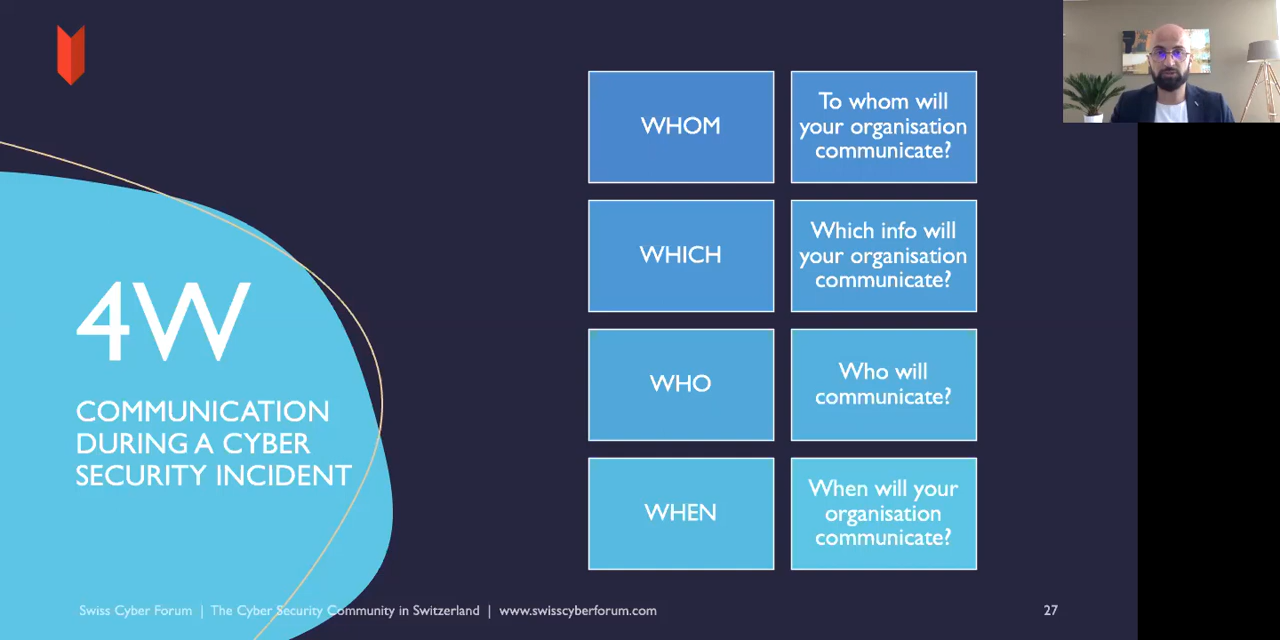 4W
COMMUNICATION
DURING A CYBER
SECURITY INCIDENT
WHOM
To whom will
your organisation
communicate?
WHICH
Which info will
your organisation
communicate?
WHO
Who will
communicate?
WHEN
When will your
organisation
communicate?
Swiss Cyber Forum | The Cyber Security Community in Switzerland | www.swisscyberforum.com
27